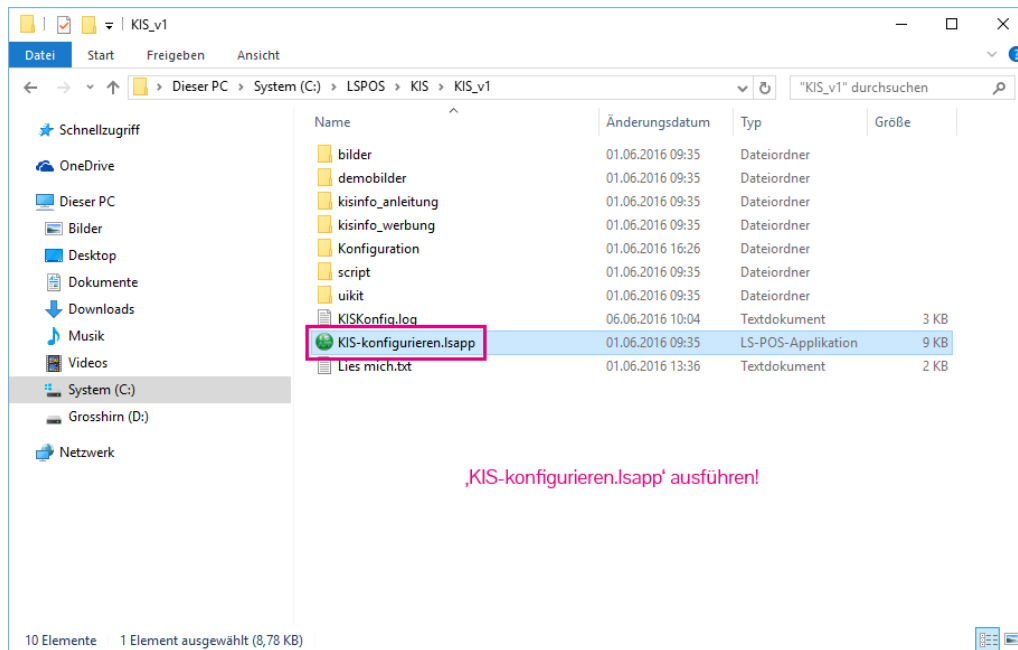 KIS_v1
Datei Start Freigeben Ansicht
Dieser PC > System (C:) > LSPOS > KIS > KIS_v1 "KIS_v1" durchsuchen
Schnellzugriff
OneDrive
Dieser PC
Bilder
Desktop
Dokumente
Downloads
Musik
Videos
System (C:)
Grosshirn (D:)
Netzwerk
Name Änderungsdatum Typ Größe
bilder 01.06.2016 09:35 Dateiordner
demobilder 01.06.2016 09:35 Dateiordner
kisinfo_anleitung 01.06.2016 09:35 Dateiordner
kisinfo_werbung 01.06.2016 09:35 Dateiordner
Konfiguration 01.06.2016 16:26 Dateiordner
script 01.06.2016 09:35 Dateiordner
uikit 01.06.2016 09:35 Dateiordner
KISKonfig.log 06.06.2016 10:04 Textdokument 3 KB
KIS-konfigurieren.lsapp 01.06.2016 09:35 LS-POS-Applikation 9 KB
Lies mich.txt 01.06.2016 13:36 Textdokument 2 KB
‚KIS-konfigurieren.lsapp‘ ausführen!
10 Elemente 1 Element ausgewählt (8,78 KB)